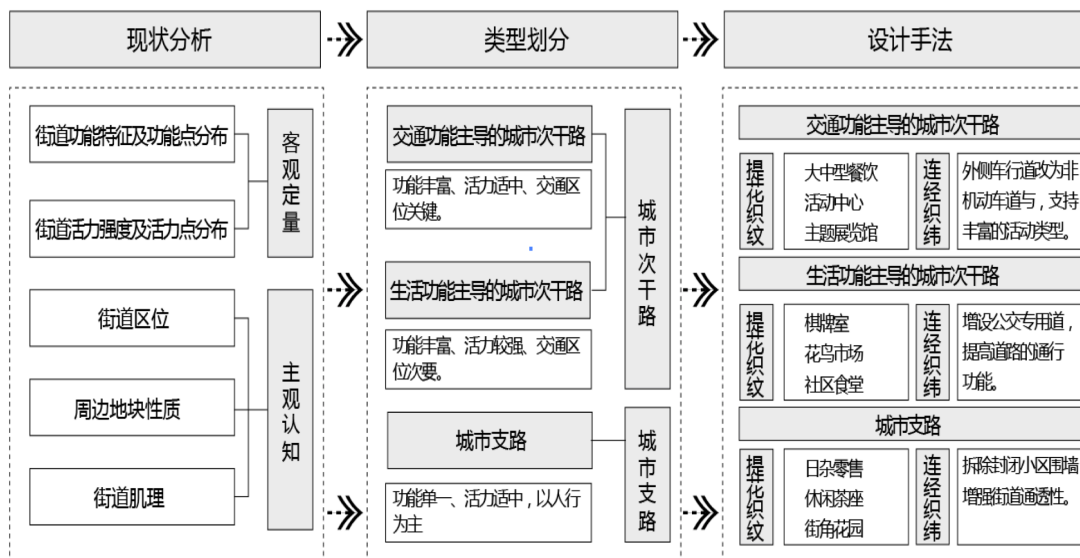 现状分析
类型划分
设计手法
街道功能特征及功能点分布
街道活力强度及活力点分布
客观定量
街道区位
周边地块性质
街道肌理
主观认知
交通功能主导的城市次干路
功能丰富、活力适中、交通区
位关键。
生活功能主导的城市次干路
功能丰富、活力较强、交通区
位次要。
城市次干路
城市支路
功能单一、活力适中，以人行
为主
城市支路
交通功能主导的城市次干路
提花织纹
大中型餐饮
活动中心
主题展览馆
连经织纬
外侧车行道改为非
机动车道与，支持
丰富的活动类型。
生活功能主导的城市次干路
提花织纹
棋牌室
花鸟市场
社区食堂
连经织纬
增设公交专用道，
提高道路的通行
功能。
城市支路
提花织纹
日杂零售
休闲茶座
街角花园
连经织纬
拆除封闭小区围墙
增强街道通透性。